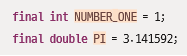 final int NUMBER_ONE = 1;
final double PI = 3.141592;